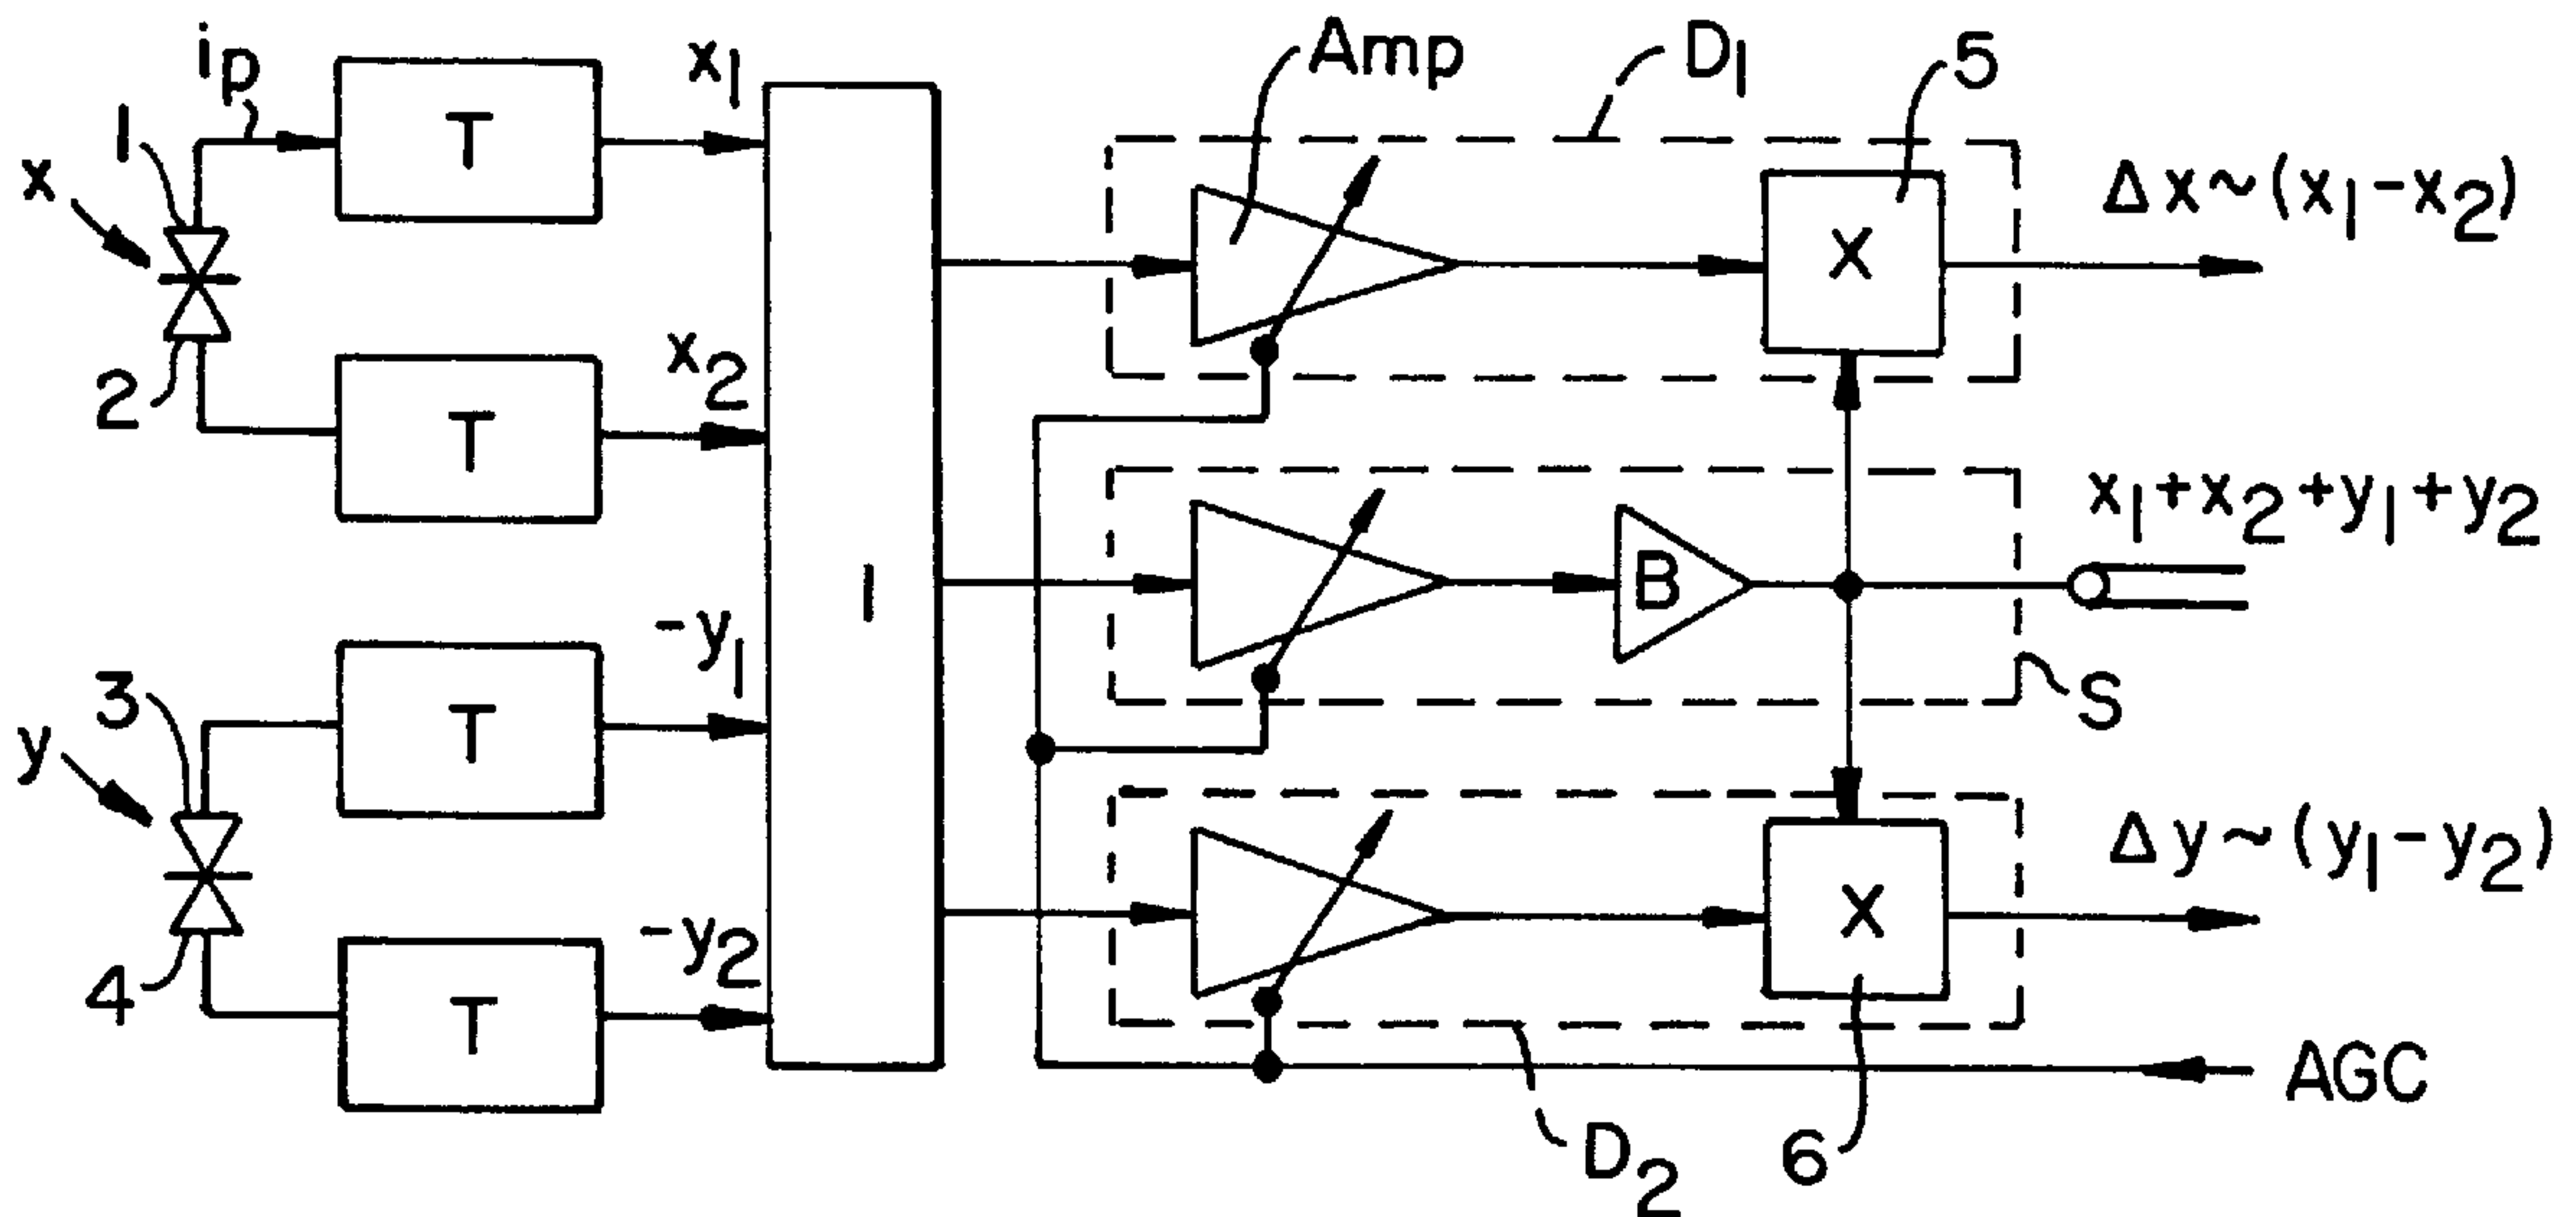 ip
x1
Amp
D1
5
1
T
x
X
Δx~(x1-x2)
x2
2
T
I
B
x1+x2+y1+y2
-y1
3
T
S
y
X
Δy~(y1-y2)
-y2
4
T
AGC
D2
6